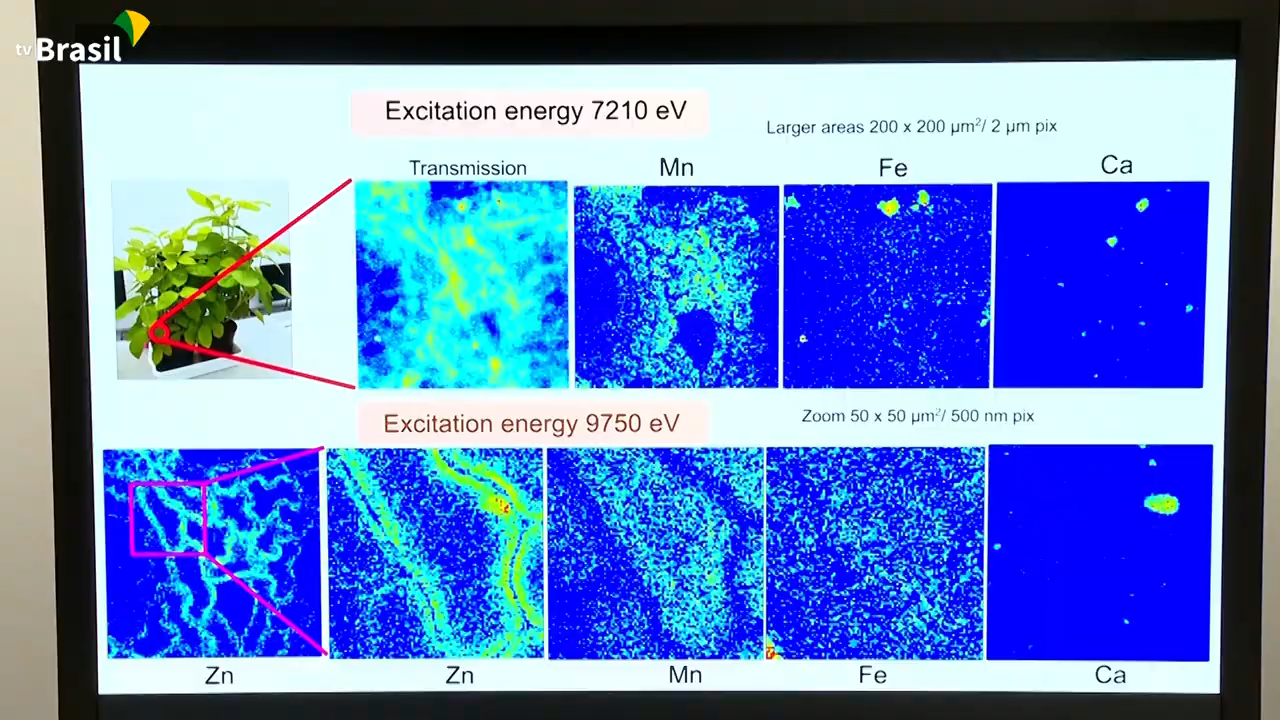 tv Brasil
Excitation energy 7210 eV
Larger areas 200 x 200 µm²/ 2 µm pix
Transmission
Mn
Fe
Ca
Excitation energy 9750 eV
Zoom 50 x 50 µm²/ 500 nm pix
Zn
Zn
Mn
Fe
Ca